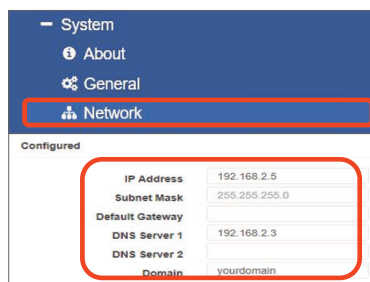 System
About
General
Network
Configured
IP Address 192.168.2.5
Subnet Mask 255.255.255.0
Default Gateway
DNS Server 1 192.168.2.3
DNS Server 2
Domain yourdomain